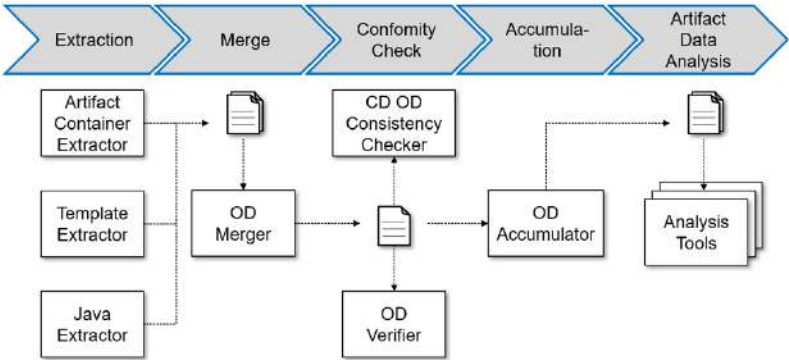 Extraction
Merge
Confomity
Check
Accumula-
tion
Artifact
Data
Analysis
Artifact
Container
Extractor
CD OD
Consistency
Checker
Template
Extractor
OD
Merger
OD
Accumulator
Analysis
Tools
Java
Extractor
OD
Verifier